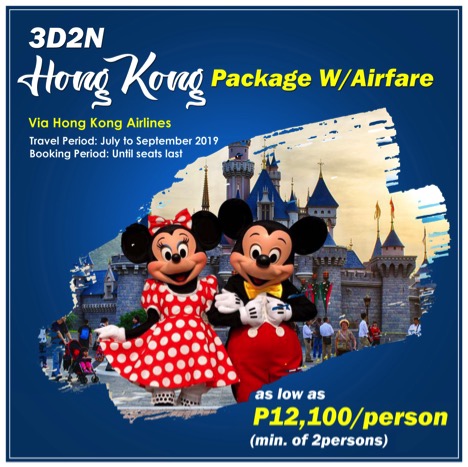 3D2N
Hong Kong Package W/Airfare
Via Hong Kong Airlines
Travel Period: July to September 2019
Booking Period: Until seats last
as low as
P12,100/person
(min. of 2persons)